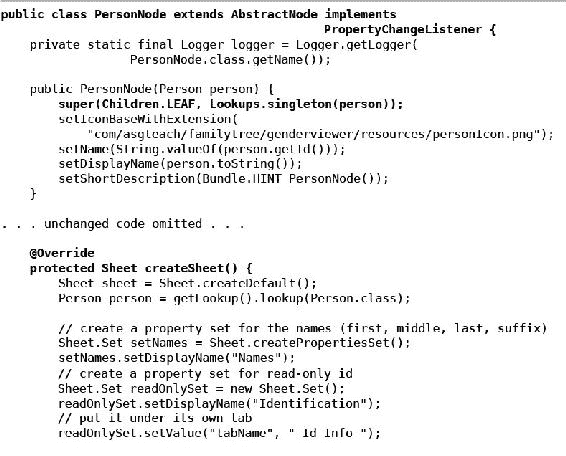 public class PersonNode extends AbstractNode implements
PropertyChangeListener {
private static final Logger logger = Logger.getLogger(
PersonNode.class.getName());
public PersonNode(Person person) {
super(Children.LEAF, Lookups.singleton(person));
setIconBaseWithExtension(
"com/asgteach/familytree/genderviewer/resources/personIcon.png");
setName(String.valueOf(person.getId()));
setDisplayName(person.toString());
setShortDescription(Bundle.HINT_PersonNode());
}
. . . unchanged code omitted . . .
@Override
protected Sheet createSheet() {
Sheet sheet = Sheet.createDefault();
Person person = getLookup().lookup(Person.class);
// create a property set for the names (first, middle, last, suffix)
Sheet.Set setNames = Sheet.createPropertiesSet();
setNames.setDisplayName("Names");
// create a property set for read-only id
Sheet.Set readOnlySet = new Sheet.Set();
readOnlySet.setDisplayName("Identification");
// put it under its own tab
readOnlySet.setValue("tabName", " Id Info ");